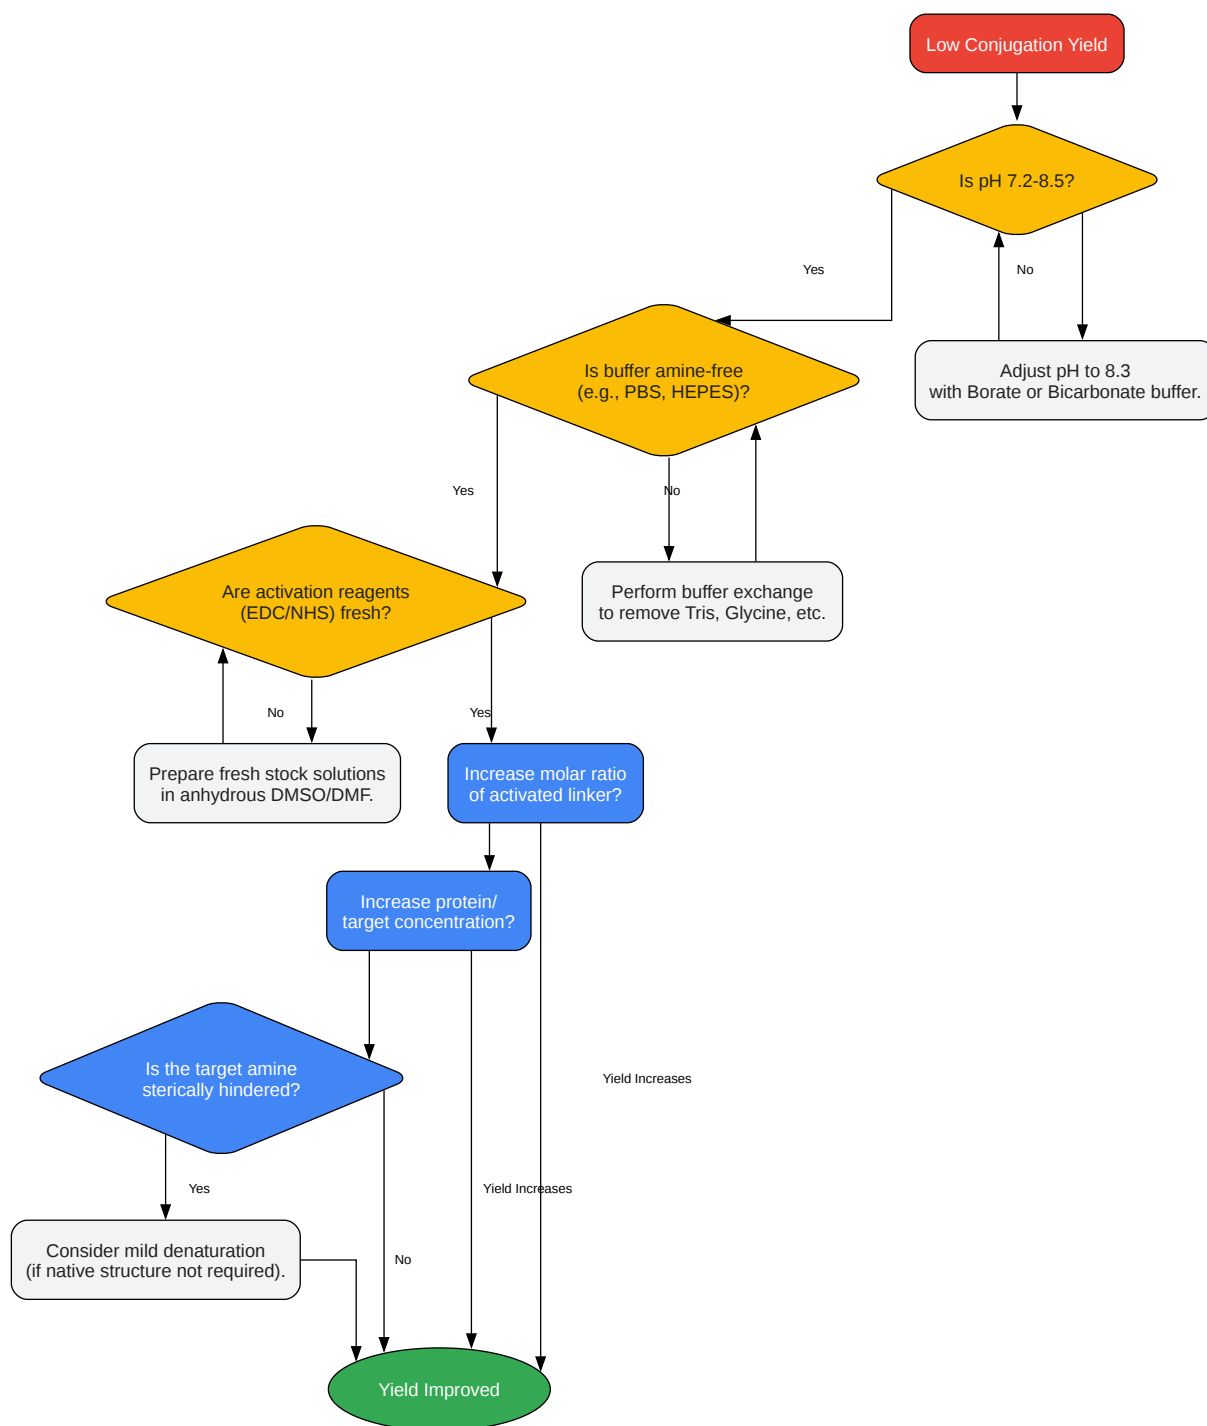 Low Conjugation Yield
Is pH 7.2-8.5?
Yes
No
Adjust pH to 8.3
with Borate or Bicarbonate buffer.
Is buffer amine-free
(e.g., PBS, HEPES)?
Yes
No
Perform buffer exchange
to remove Tris, Glycine, etc.
Are activation reagents
(EDC/NHS) fresh?
No
Yes
Prepare fresh stock solutions
in anhydrous DMSO/DMF.
Increase molar ratio
of activated linker?
Increase protein/
target concentration?
Is the target amine
sterically hindered?
Yield Increases
Yes
Yield Increases
Consider mild denaturation
(if native structure not required).
No
Yield Improved